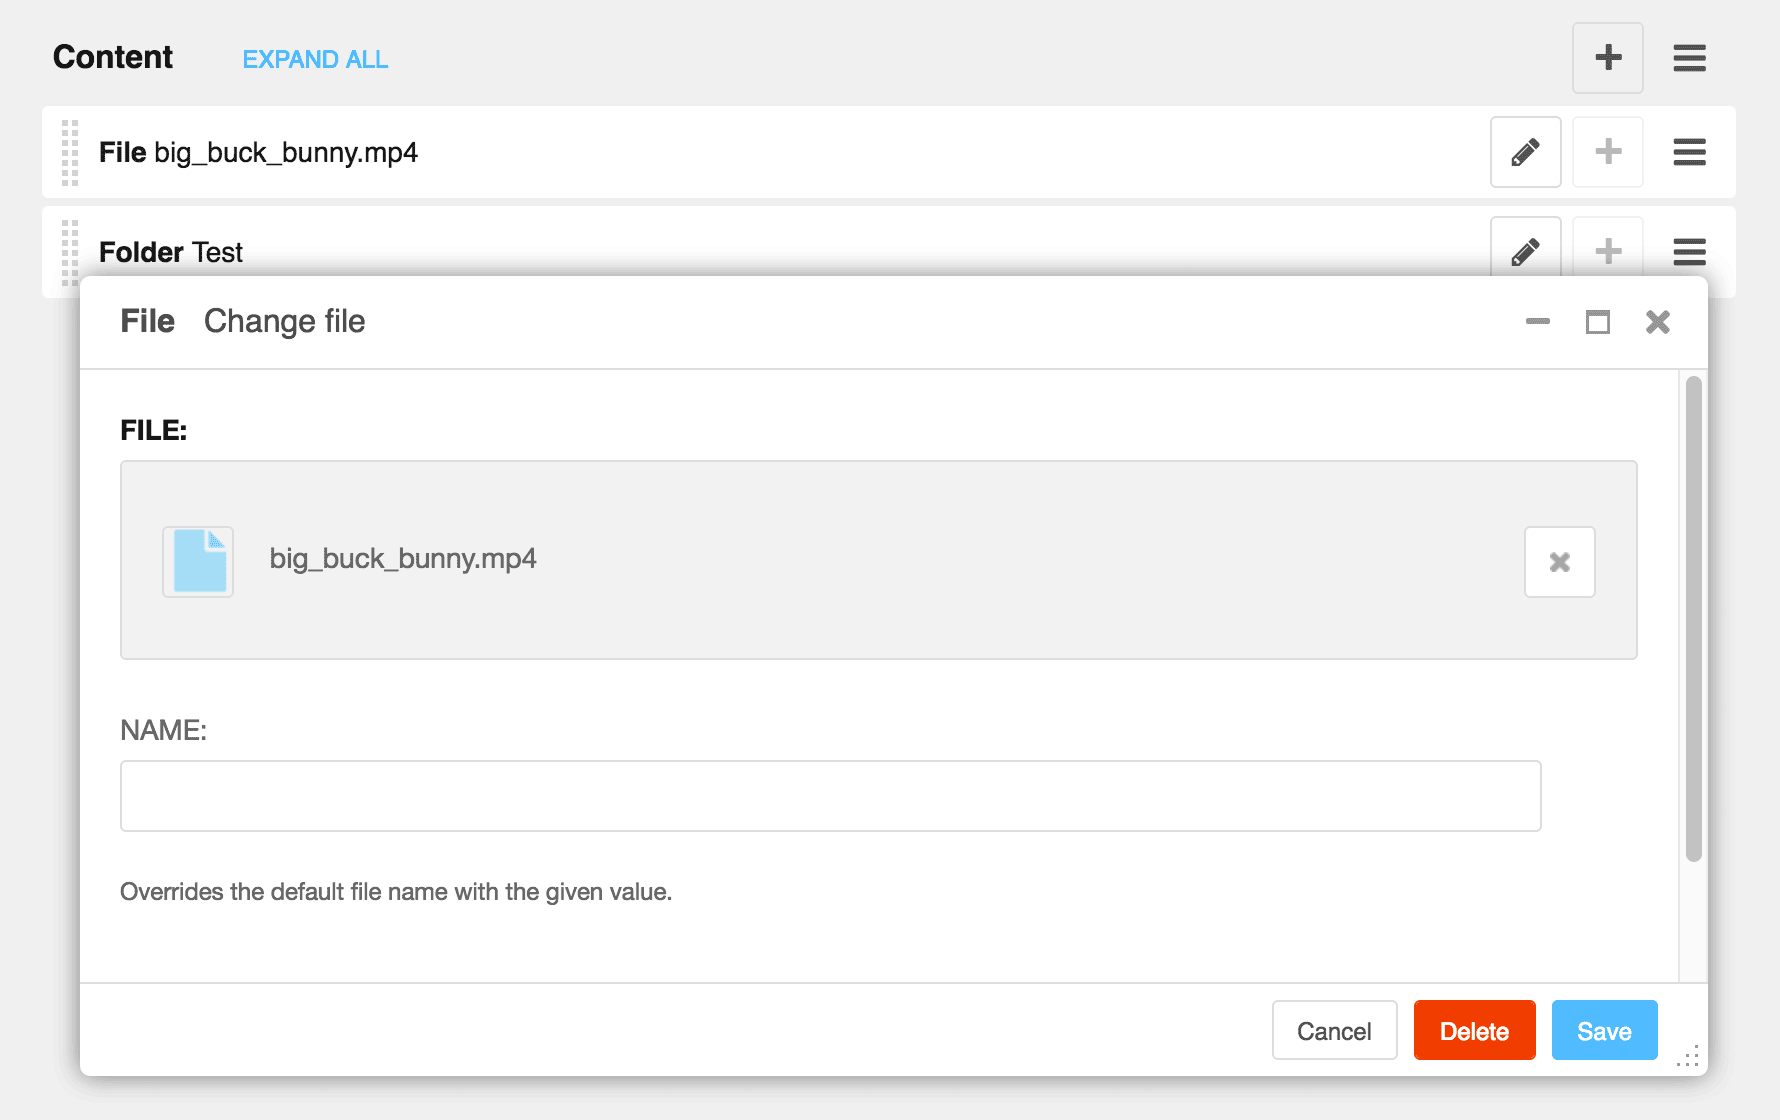 Content EXPAND ALL
File big_buck_bunny.mp4
Folder Test
File Change file
FILE:
big_buck_bunny.mp4
NAME:
Overrides the default file name with the given value.
Cancel Delete Save